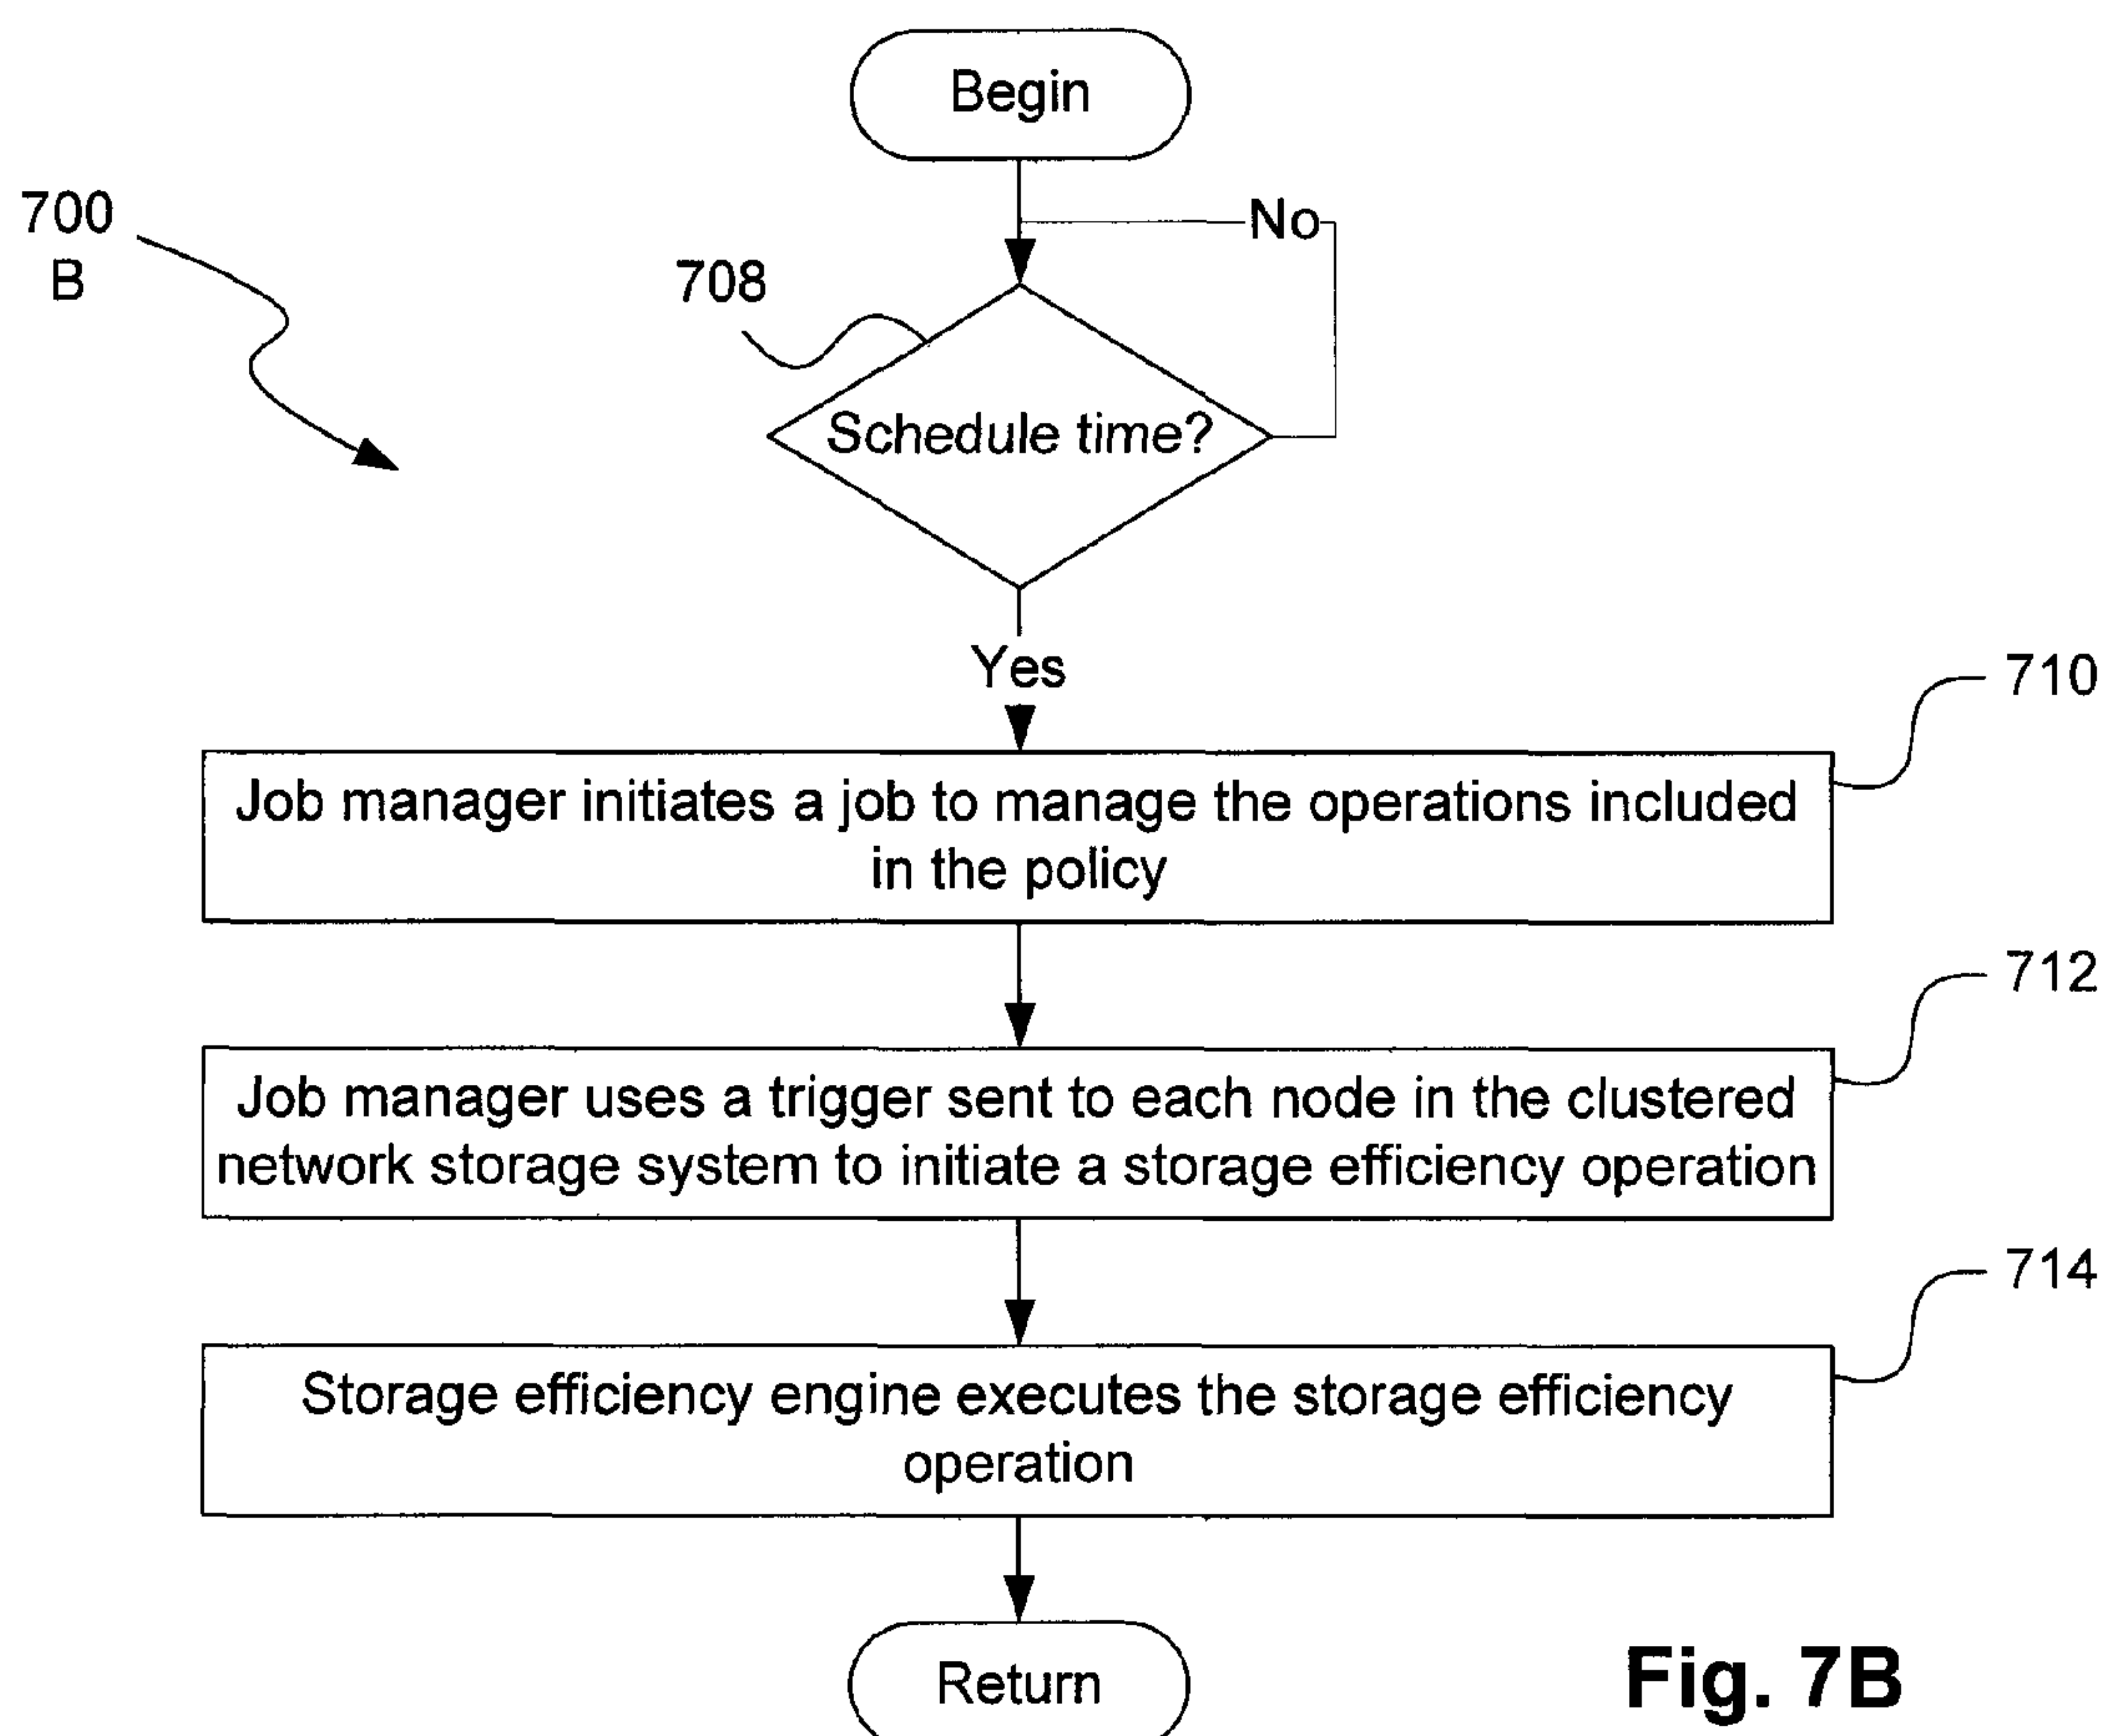 Begin
700
B
No
708
Schedule time?
Yes
710
Job manager initiates a job to manage the operations included
in the policy
712
Job manager uses a trigger sent to each node in the clustered
network storage system to initiate a storage efficiency operation
714
Storage efficiency engine executes the storage efficiency
operation
Return
Fig. 7B